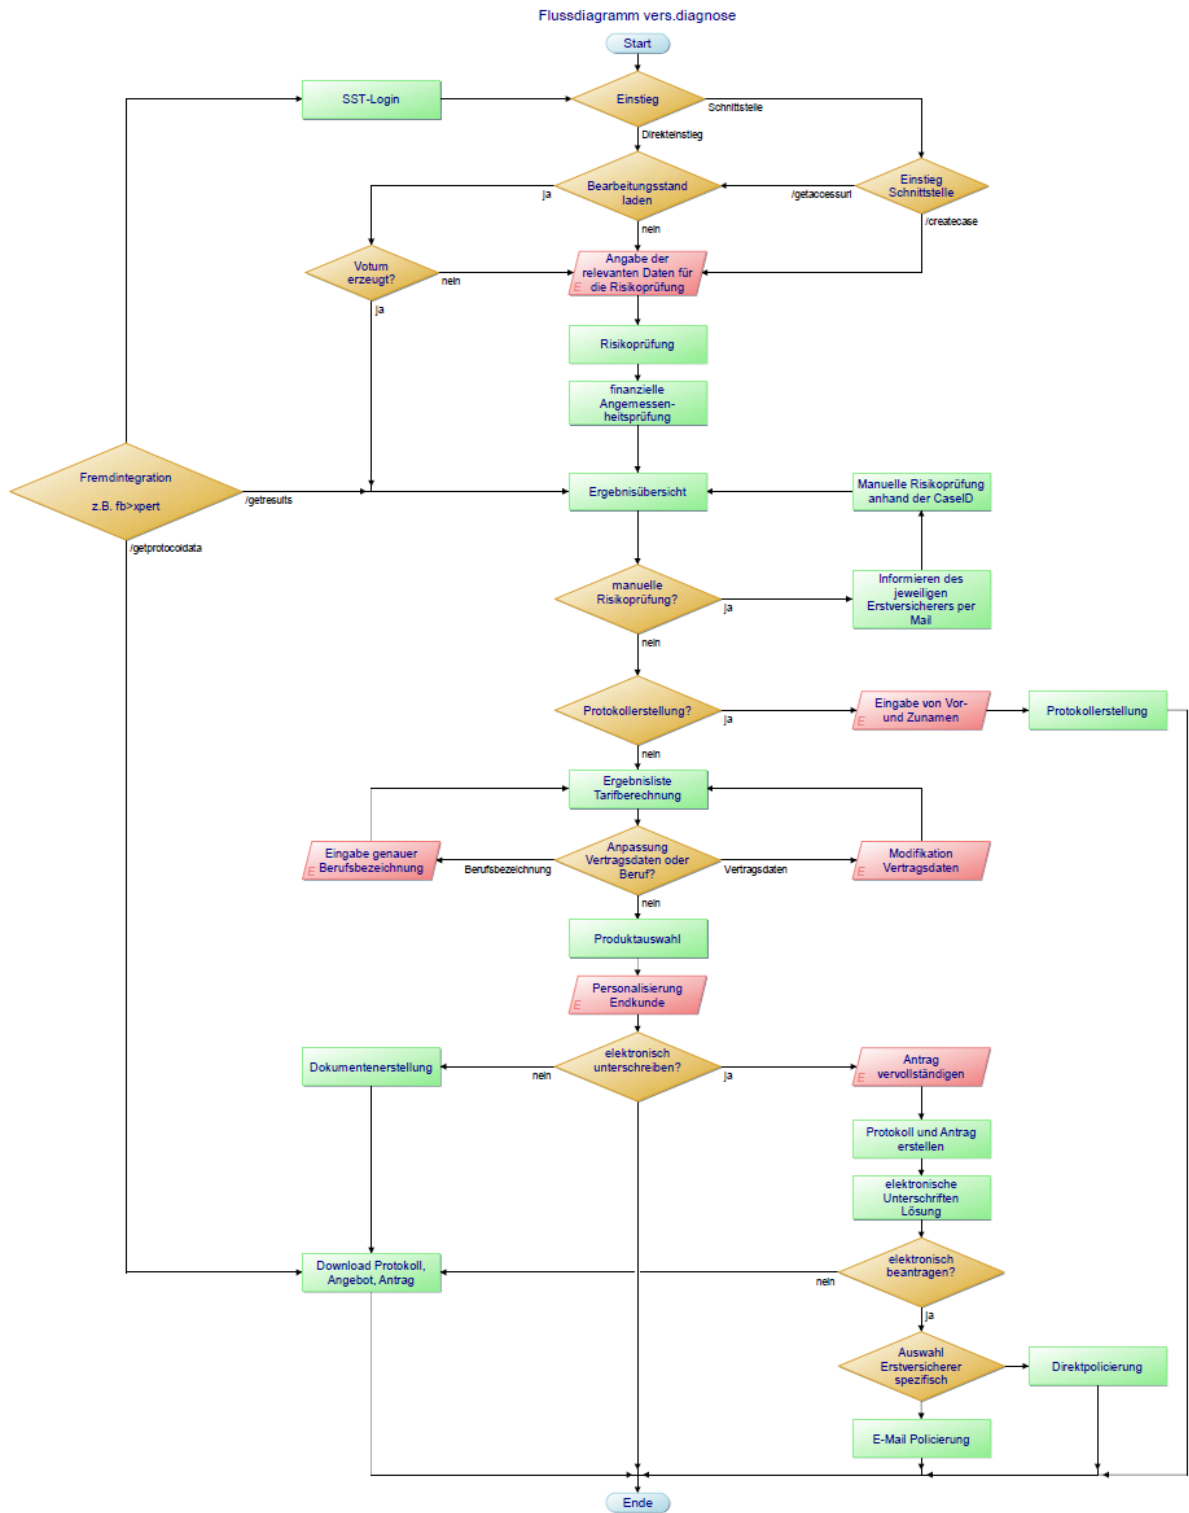 Flussdiagramm vers.diagnose
Start
SST-Login
Einstieg
Schnittstelle
Direkteinstieg
Bearbeitungsstand
laden
ja
/getaccessurl
Einstieg
Schnittstelle
nein
/createcase
Votum
erzeugt?
nein
ja
Angabe der
relevanten Daten für
die Risikoprüfung
E
Risikoprüfung
finanzielle
Angemessen-
heitsprüfung
Fremdintegration
z.B. fb>xpert
/getresults
/getprotocoldata
Ergebnisübersicht
Manuelle Risikoprüfung
anhand der CaseID
manuelle
Risikoprüfung?
ja
nein
Informieren des
jeweiligen
Erstversicherers per
Mail
Protokollerstellung?
ja
nein
Eingabe von Vor-
und Zunamen
E
Protokollerstellung
Ergebnisliste
Tarifberechnung
Eingabe genauer
Berufsbezeichnung
E
Berufsbezeichnung
Anpassung
Vertragsdaten oder
Beruf?
Vertragsdaten
nein
Modifikation
Vertragsdaten
E
Produktauswahl
Personalisierung
Endkunde
E
Dokumentenerstellung
nein
elektronisch
unterschreiben?
ja
Antrag
vervollständigen
E
Protokoll und Antrag
erstellen
elektronische
Unterschriften
Lösung
Download Protokoll,
Angebot, Antrag
nein
elektronisch
beantragen?
ja
Auswahl
Erstversicherer
spezifisch
Direktpolicierung
E-Mail Policierung
Ende